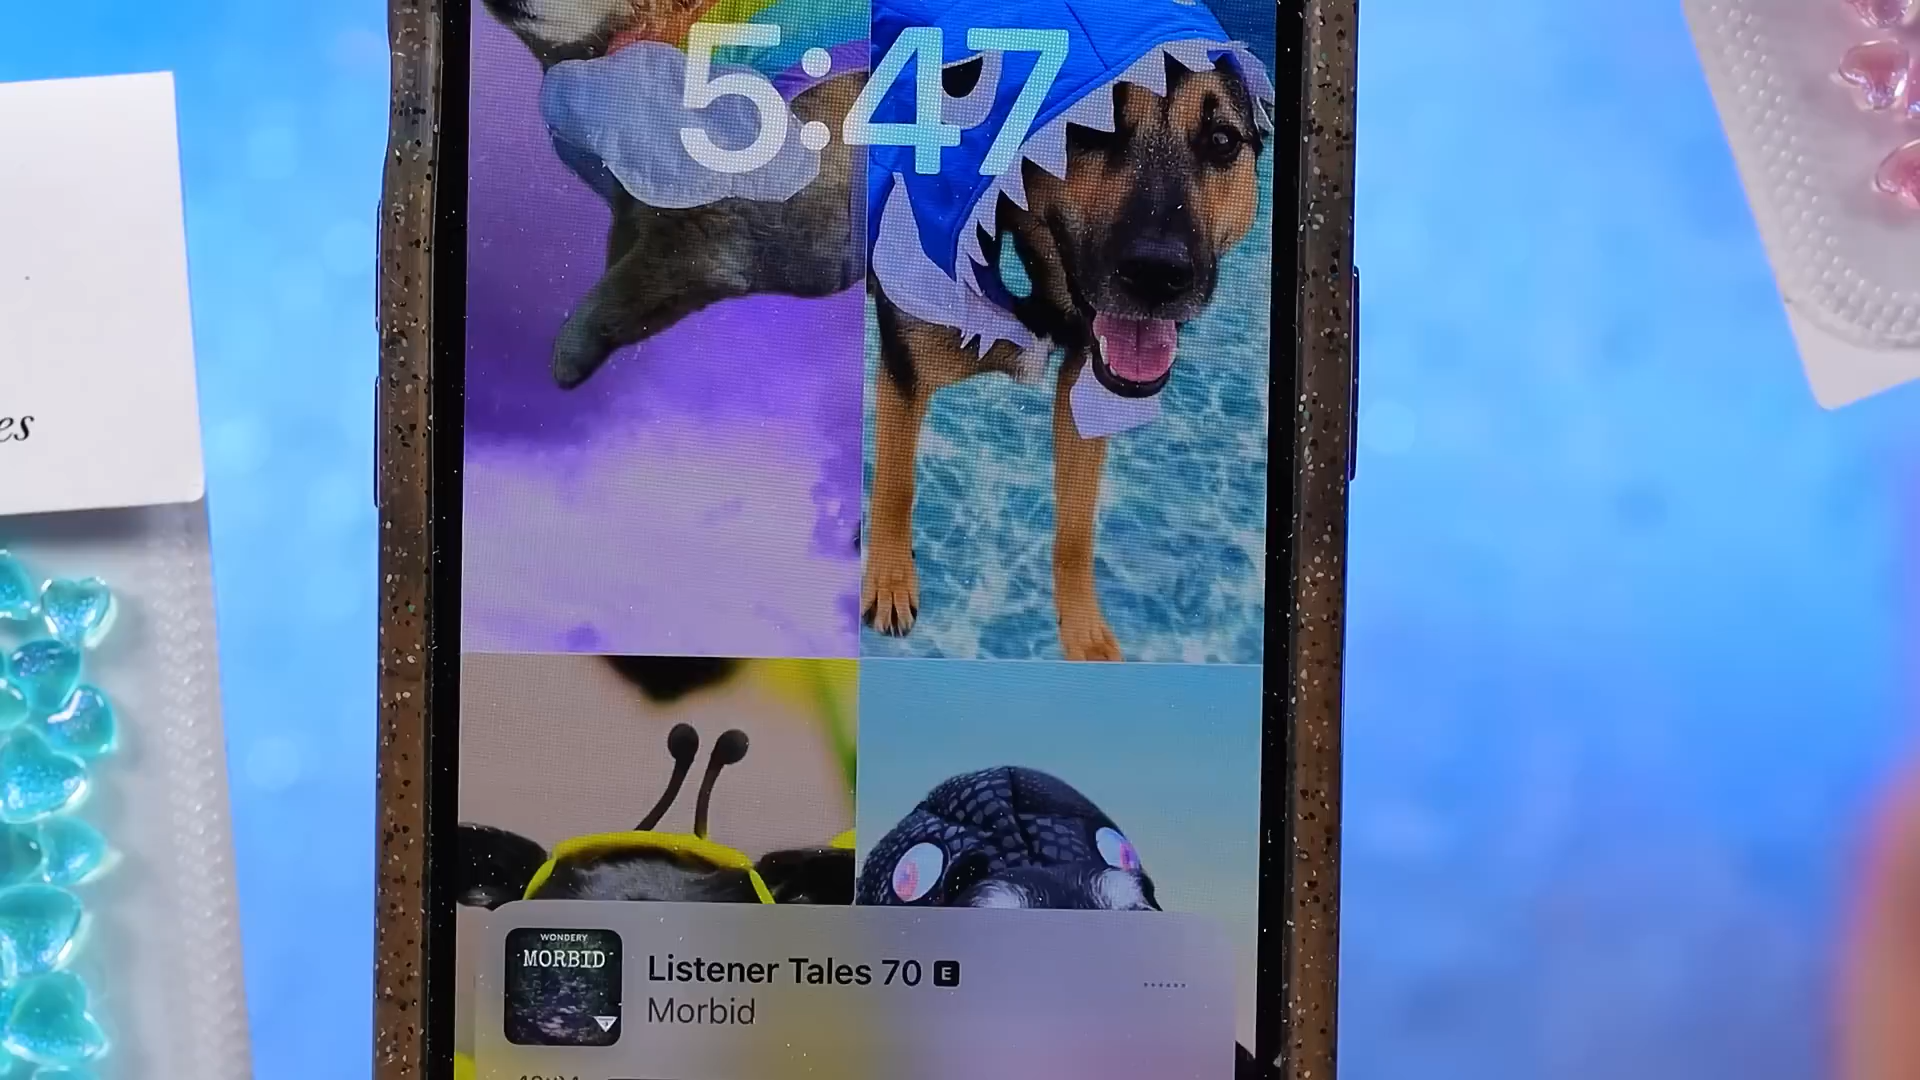 5:47
es
WONDERY
MORBID
Listener Tales 70 E
Morbid